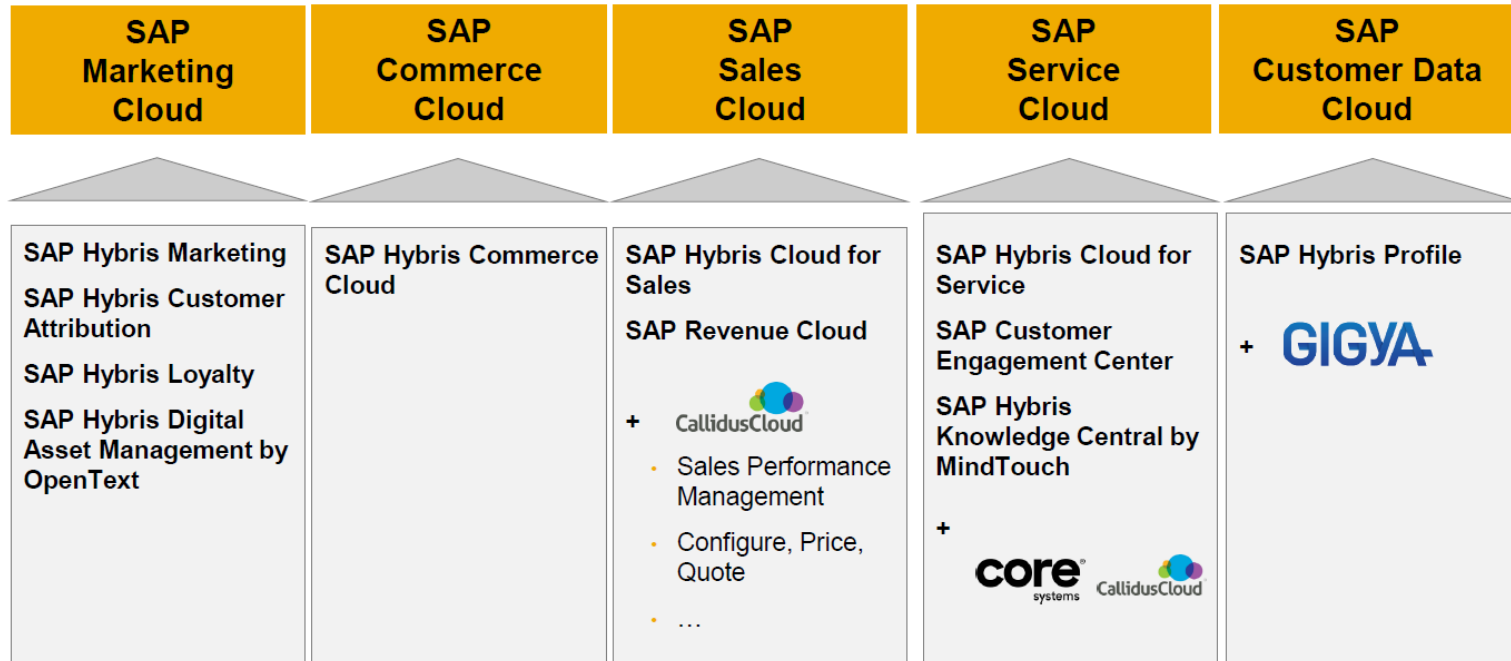 SAP
Marketing
Cloud
SAP
Commerce
Cloud
SAP
Sales
Cloud
SAP
Service
Cloud
SAP
Customer Data
Cloud
SAP Hybris Marketing
SAP Hybris Customer
Attribution
SAP Hybris Loyalty
SAP Hybris Digital
Asset Management by
OpenText
SAP Hybris Commerce
Cloud
SAP Hybris Cloud for
Sales
SAP Revenue Cloud
+ CallidusCloud
• Sales Performance
Management
• Configure, Price,
Quote
• …
SAP Hybris Cloud for
Service
SAP Customer
Engagement Center
SAP Hybris
Knowledge Central by
MindTouch
+
core®
systems
CallidusCloud
SAP Hybris Profile
+ GIGYA